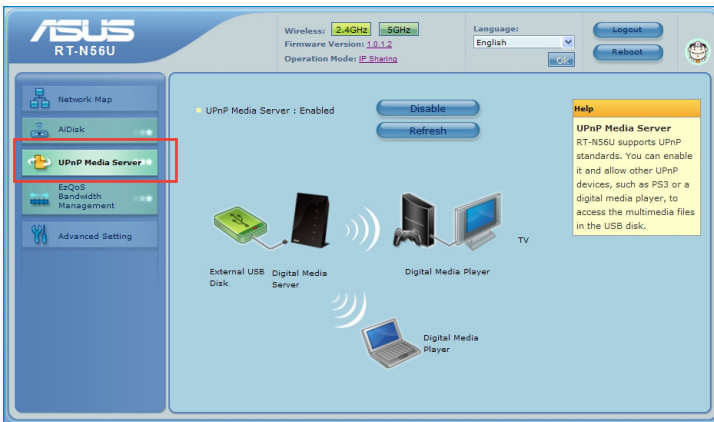 ASUS
RT-N56U
Wireless: 2.4GHz 5GHz
Firmware Version: 1.0.1.2
Operation Mode: IP Sharing
Language:
English
OK
Logout
Reboot
Network Map
AiDisk
UPnP Media Server
EzQoS
Bandwidth
Management
Advanced Setting
UPnP Media Server : Enabled
Disable
Refresh
External USB
Disk
Digital Media
Server
Digital Media Player
TV
Digital Media
Player
Help
UPnP Media Server
RT-N56U supports UPnP
standards. You can enable
it and allow other UPnP
devices, such as PS3 or a
digital media player, to
access the multimedia files
in the USB disk.